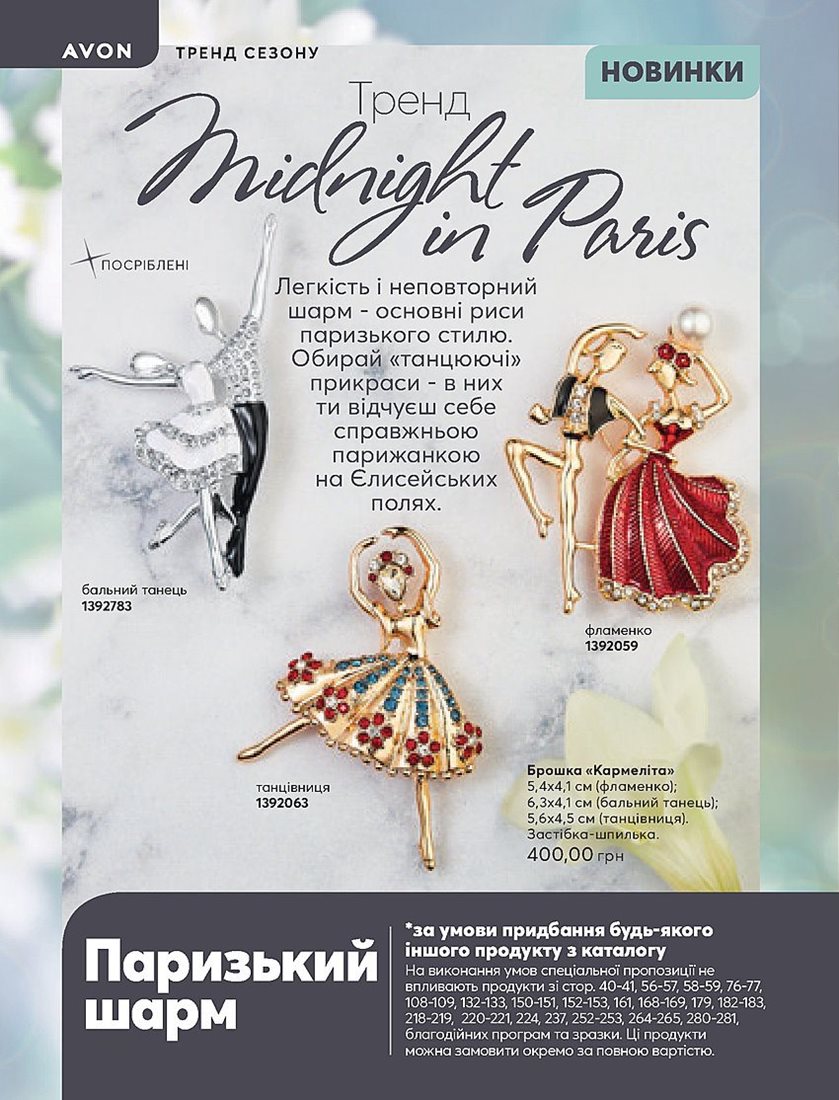 AVON
ТРЕНД СЕЗОНУ
НОВИНКИ
Тренд
Midnight
in Paris
ПОСРІБЛЕНІ
Легкість і неповторний
шарм - основні риси
паризького стилю.
Обирай «танцюючі»
прикраси - в них
ти відчуєш себе
справжньою
парижанкою
на Єлисейських
полях.
бальний танець
1392783
фламенко
1392059
танцівниця
1392063
Брошка «Кармеліта»
5,4х4,1 см (фламенко);
6,3х4,1 см (бальний танець);
5,6х4,5 см (танцівниця).
Застібка-шпилька.
400,00 грн
Паризький
шарм
*за умови придбання будь-якого
іншого продукту з каталогу
На виконання умов спеціальної пропозиції не
впливають продукти зі стор. 40-41, 56-57, 58-59, 76-77,
108-109, 132-133, 150-151, 152-153, 161, 168-169, 179, 182-183,
218-219, 220-221, 224, 237, 252-253, 264-265, 280-281,
благодійних програм та зразки. Ці продукти
можна замовити окремо за повною вартістю.